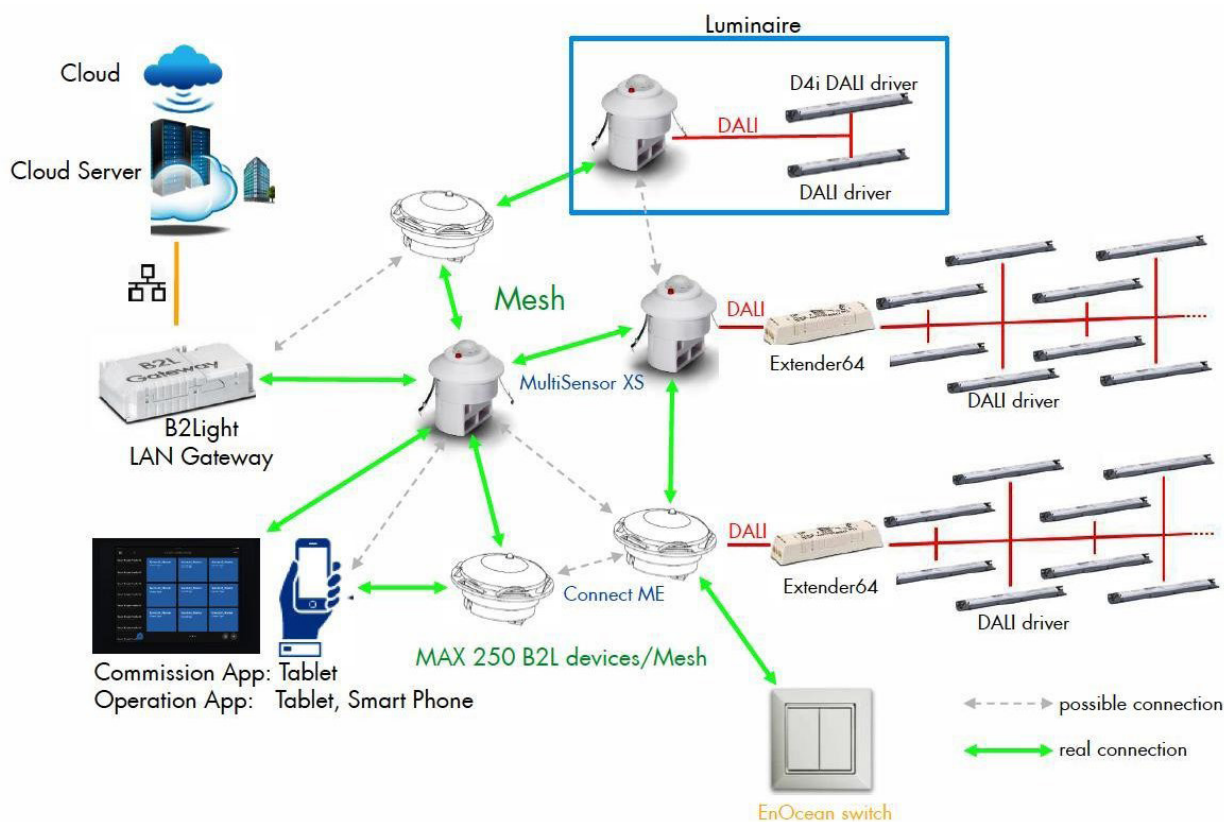 Luminaire
Cloud
D4i DALI driver
DALI
Cloud Server
DALI driver
Mesh
DALI
Extender64
B2L
Gateway
MultiSensor XS
DALI driver
B2Light
LAN Gateway
DALI
Extender64
Connect ME
DALI driver
MAX 250 B2L devices/Mesh
Commission App: Tablet
Operation App: Tablet, Smart Phone
possible connection
real connection
EnOcean switch